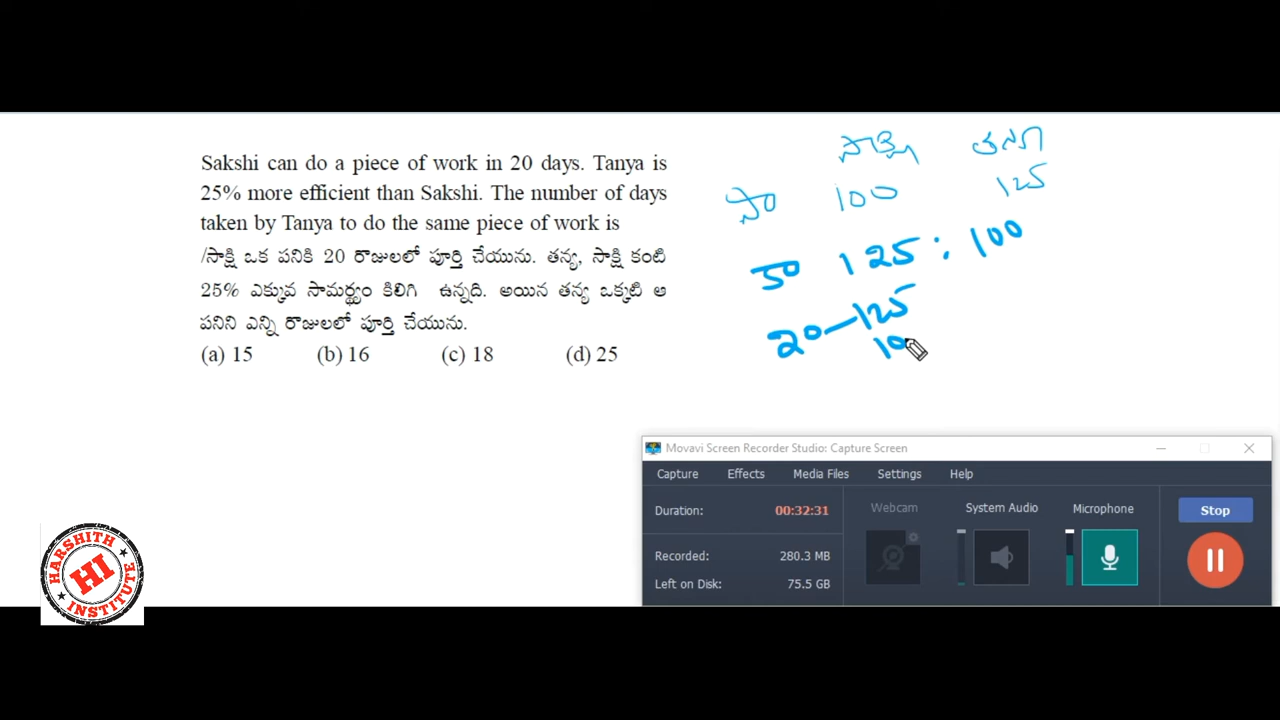 Sakshi can do a piece of work in 20 days. Tanya is
25% more efficient than Sakshi. The number of days
taken by Tanya to do the same piece of work is
/సాక్షి ఒక పనికి 20 రొజులలో పూర్తి చేయును. తన్య, సాక్షి కంటి
25% ఎక్కువ సామర్థ్యం కిలిగి ఉన్నది. అయిన తన్య ఒక్కటి ఆ
పనిని ఎన్ని రొజులలో పూర్తి చేయును.
(a) 15 (b) 16 (c) 18 (d) 25
100 125
125 : 100
20 — 125
10
Movavi Screen Recorder Studio: Capture Screen
Capture Effects Media Files Settings Help
Duration: 00:32:31
Recorded: 280.3 MB
Left on Disk: 75.5 GB
Webcam System Audio Microphone
Stop
HARSHITH
HI
INSTITUTE